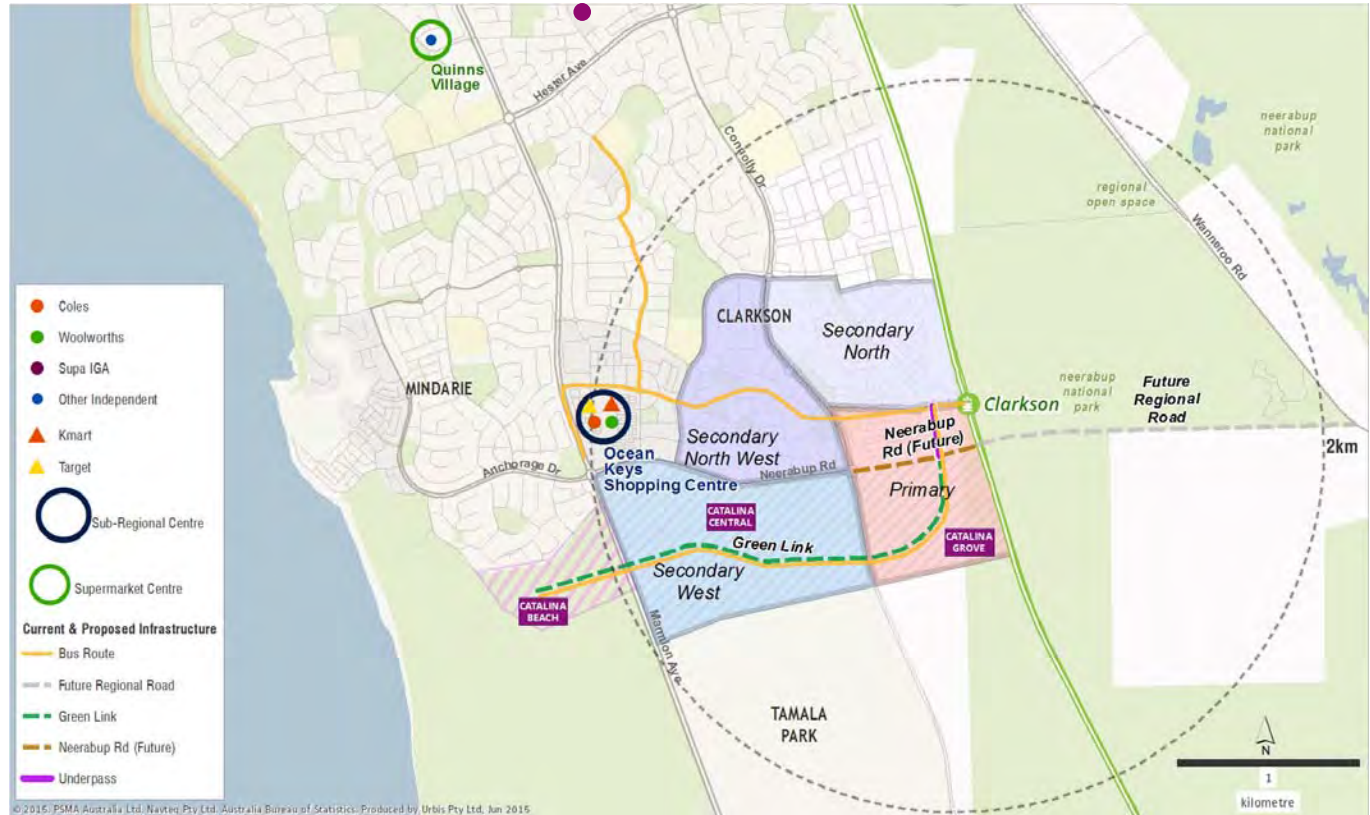 Quinns
Village
Hester Ave
Connolly Dr
neerabup
national
park
regional
open space
Wanneroo Rd
Coles
Woolworths
Supa IGA
Other Independent
Kmart
Target
Sub-Regional Centre
Supermarket Centre
Current & Proposed Infrastructure
Bus Route
Future Regional Road
Green Link
Neerabup Rd (Future)
Underpass
MINDARIE
CLARKSON
Secondary
North
Clarkson
neerabup
national
park
Future
Regional
Road
2km
Neerabup
Rd (Future)
Secondary
North West
Ocean
Keys
Shopping Centre
Anchorage Dr
Neerabup Rd
Primary
CATALINA
CENTRAL
CATALINA
GROVE
Green Link
Secondary
West
CATALINA
BEACH
Marmion Ave
TAMALA
PARK
N
1
kilometre
© 2015. PSMA Australia Ltd, Navteq Pty Ltd, Australia Bureau of Statistics. Produced by Urbis Pty Ltd, Jun 2015